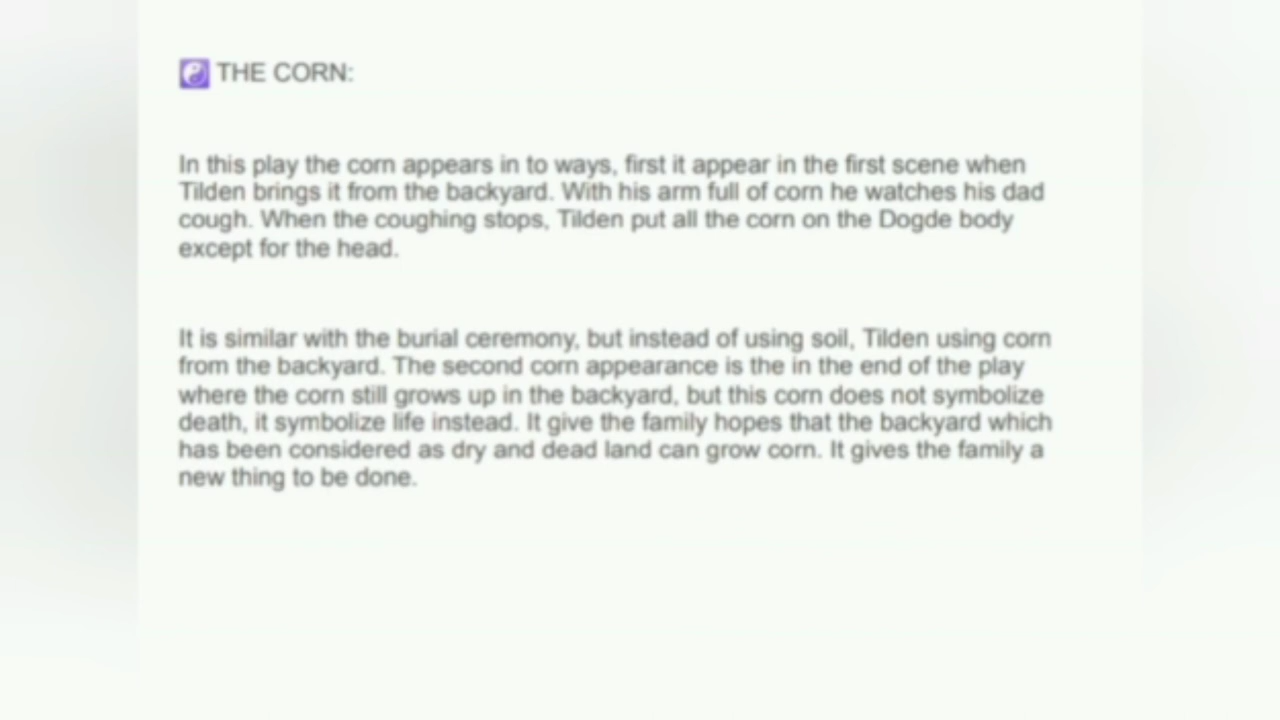 ☯ THE CORN:
In this play the corn appears in to ways, first it appear in the first scene when
Tilden brings it from the backyard. With his arm full of corn he watches his dad
cough. When the coughing stops, Tilden put all the corn on the Dogde body
except for the head.
It is similar with the burial ceremony, but instead of using soil, Tilden using corn
from the backyard. The second corn appearance is the in the end of the play
where the corn still grows up in the backyard, but this corn does not symbolize
death, it symbolize life instead. It give the family hopes that the backyard which
has been considered as dry and dead land can grow corn. It gives the family a
new thing to be done.